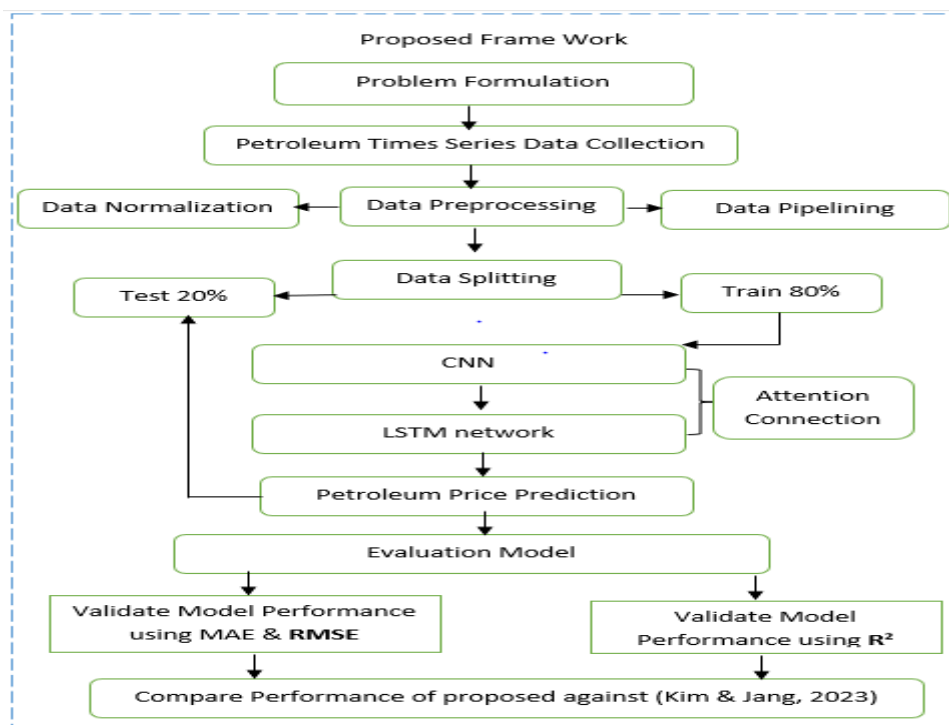 Proposed Frame Work
Problem Formulation
Petroleum Times Series Data Collection
Data Normalization
Data Preprocessing
Data Pipelining
Data Splitting
Test 20%
Train 80%
CNN
Attention
Connection
LSTM network
Petroleum Price Prediction
Evaluation Model
Validate Model Performance
using MAE & RMSE
Validate Model
Performance using R²
Compare Performance of proposed against (Kim & Jang, 2023)